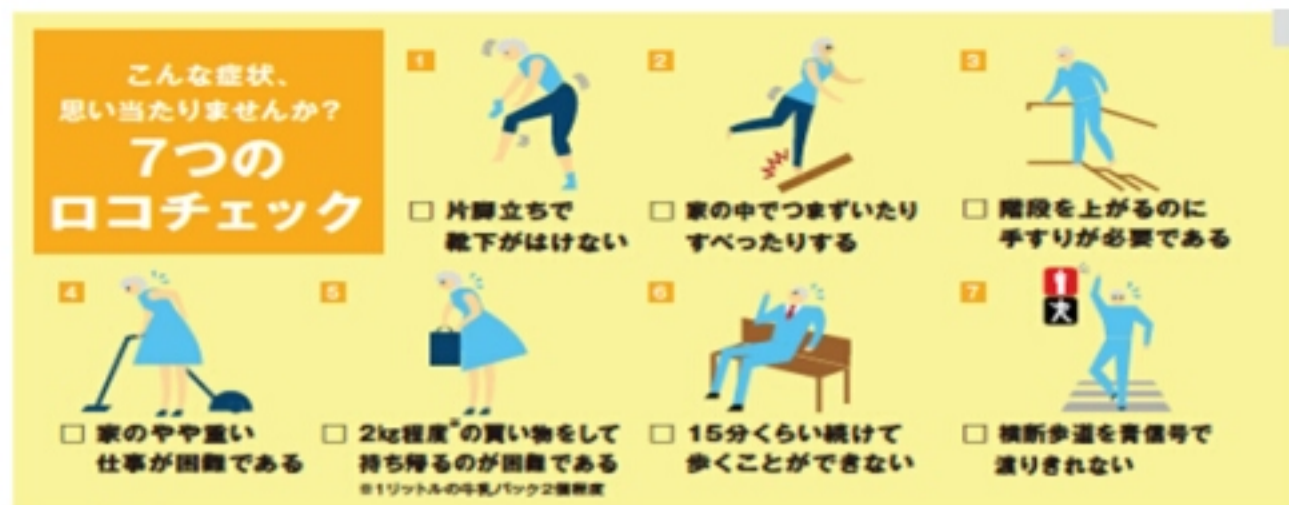 こんな症状、
思い当たりませんか？
7つの
ロコチェック
1
□ 片脚立ちで
靴下がはけない
2
□ 家の中でつまずいたり
すべったりする
3
□ 階段を上がるのに
手すりが必要である
4
□ 家のやや重い
仕事が困難である
5
□ 2kg程度※の買い物をして
持ち帰るのが困難である
※1リットルの牛乳パック2個程度
6
□ 15分くらい続けて
歩くことができない
7
□ 横断歩道を青信号で
渡りきれない